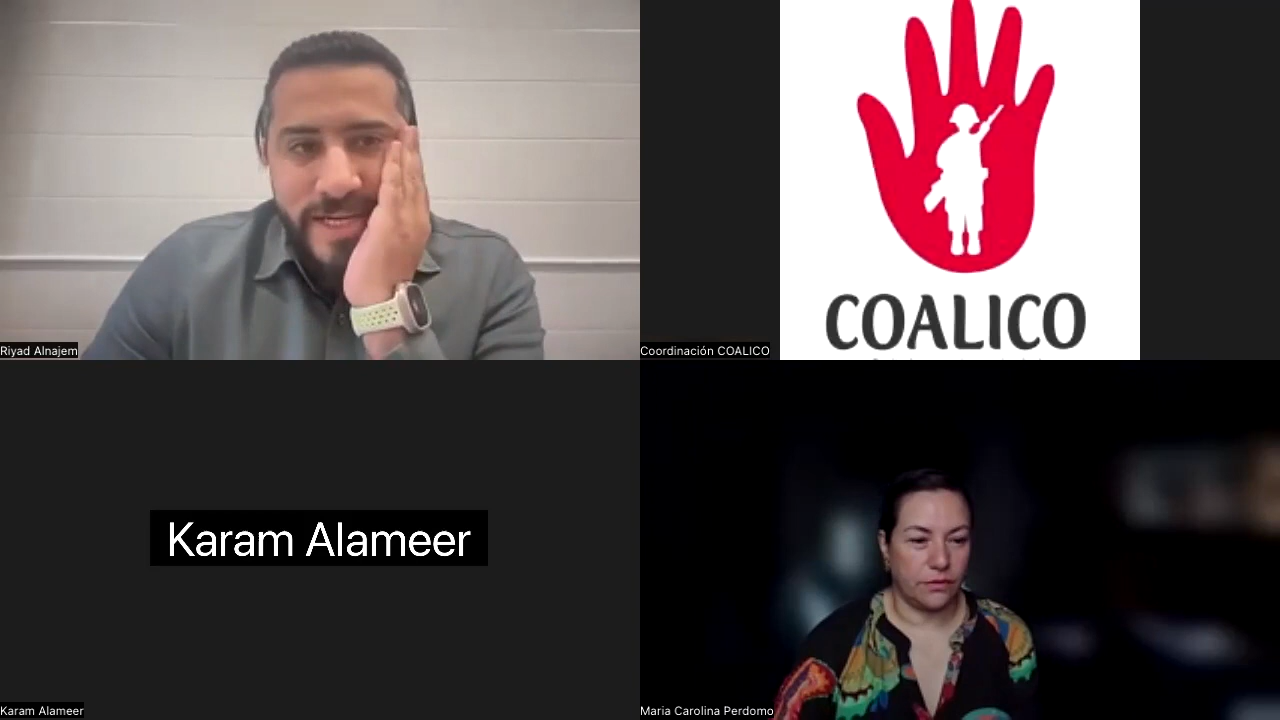 COALICO
Riyad Alnajem
Coordinación COALICO
Karam Alameer
Karam Alameer
Maria Carolina Perdomo